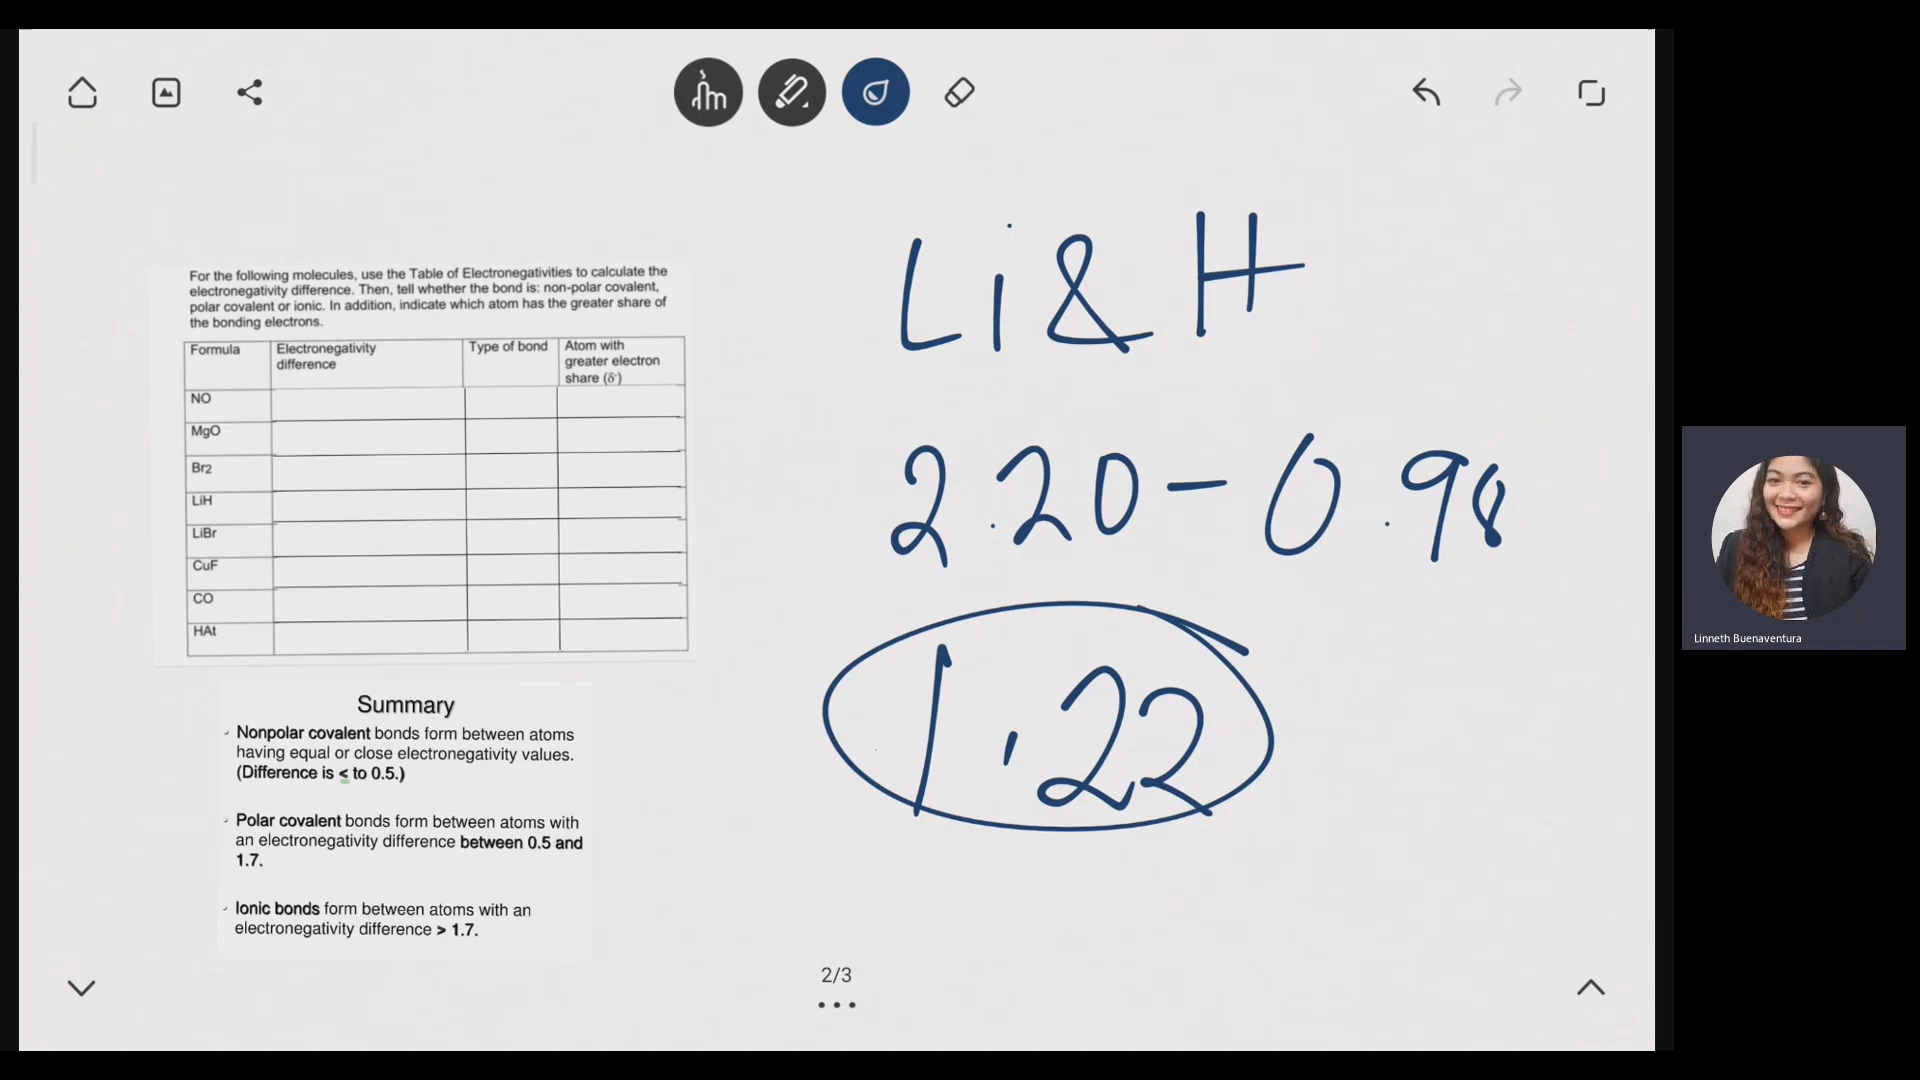 For the following molecules, use the Table of Electronegativities to calculate the
electronegativity difference. Then, tell whether the bond is: non-polar covalent,
polar covalent or ionic. In addition, indicate which atom has the greater share of
the bonding electrons.
Formula Electronegativity difference Type of bond Atom with greater electron share (δ-)
NO
MgO
Br2
LiH
LiBr
CuF
CO
HAt
Summary
Nonpolar covalent bonds form between atoms
having equal or close electronegativity values.
(Difference is < to 0.5.)
Polar covalent bonds form between atoms with
an electronegativity difference between 0.5 and
1.7.
Ionic bonds form between atoms with an
electronegativity difference > 1.7.
Li & H
2.20 - 0.98
1.22
2/3
Linneth Buenaventura